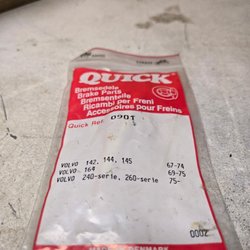 QUICK
Bremsedele
Brake Parts
Bremsenteile
Ricambi per Freni
Accessoires pour Freins
Quick Ref. 0901
VOLVO 142, 144, 145 67-74
VOLVO 164 69-75
VOLVO 240-serie, 260-serie 75-
0002